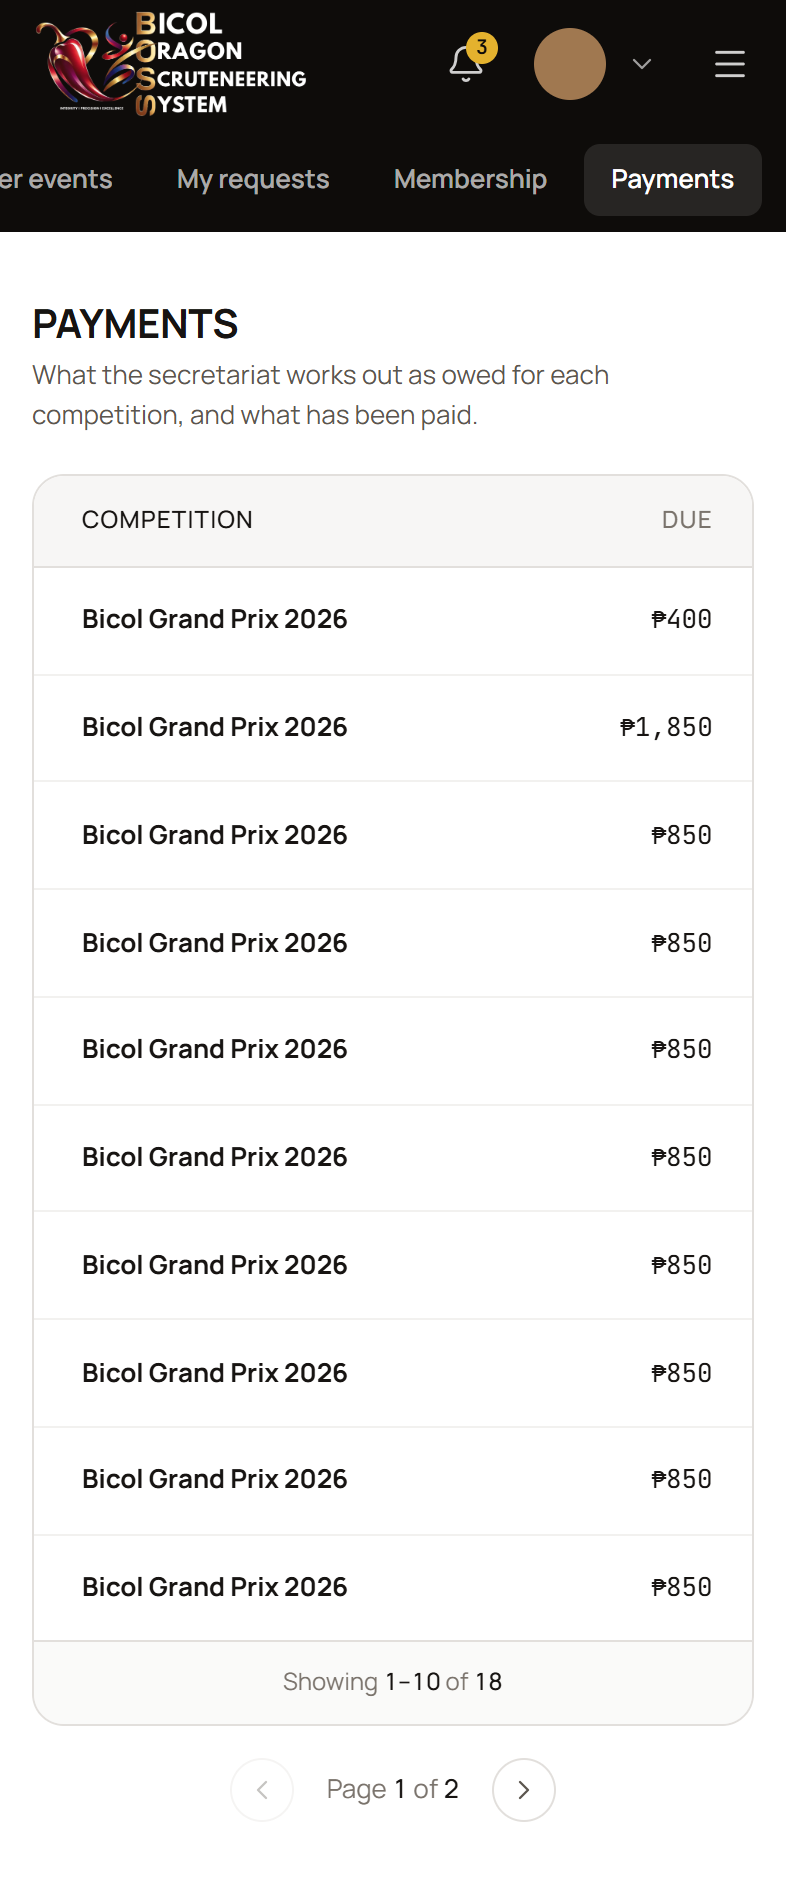 BICOL
DRAGON
SCRUTENEERING
SYSTEM
INTEGRITY | PRECISION | EXCELLENCE
3
er events
My requests
Membership
Payments
PAYMENTS
What the secretariat works out as owed for each
competition, and what has been paid.
COMPETITION DUE
Bicol Grand Prix 2026 ₱400
Bicol Grand Prix 2026 ₱1,850
Bicol Grand Prix 2026 ₱850
Bicol Grand Prix 2026 ₱850
Bicol Grand Prix 2026 ₱850
Bicol Grand Prix 2026 ₱850
Bicol Grand Prix 2026 ₱850
Bicol Grand Prix 2026 ₱850
Bicol Grand Prix 2026 ₱850
Bicol Grand Prix 2026 ₱850
Showing 1–10 of 18
Page 1 of 2